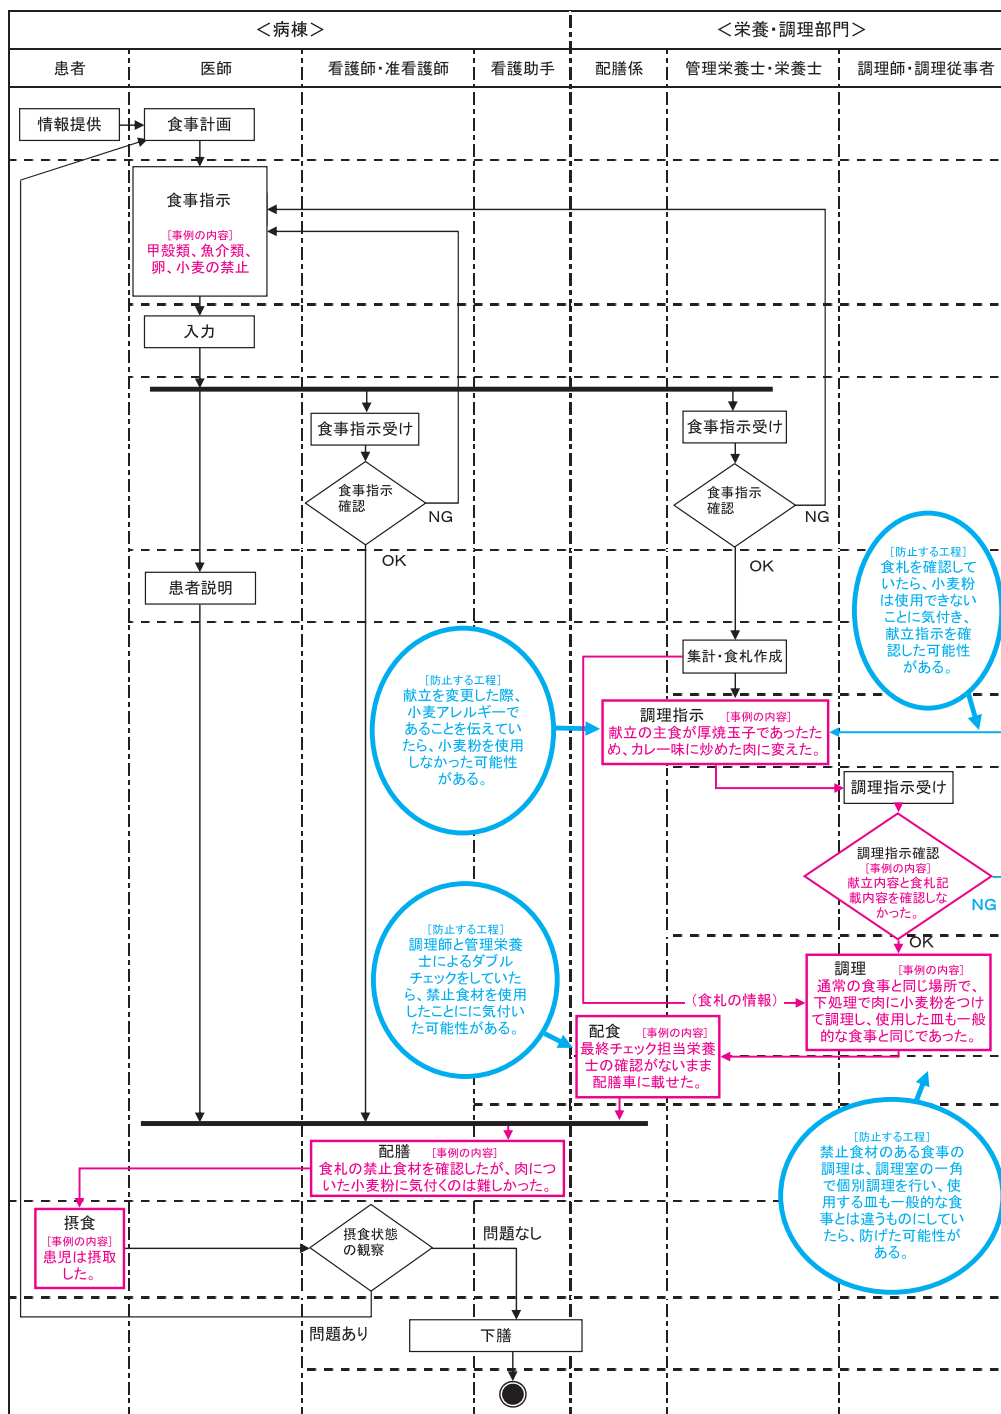 ＜病棟＞
＜栄養・調理部門＞
患者
医師
看護師・准看護師
看護助手
配膳係
管理栄養士・栄養士
調理師・調理従事者
情報提供
食事計画
食事指示
［事例の内容］
甲殻類、魚介類、
卵、小麦の禁止
入力
食事指示受け
食事指示受け
食事指示
確認
NG
OK
食事指示
確認
NG
OK
患者説明
［防止する工程］
食札を確認して
いたら、小麦粉
は使用できない
ことに気付き、
献立指示を確
認した可能性
がある。
集計・食札作成
［防止する工程］
献立を変更した際、
小麦アレルギーで
あることを伝えてい
たら、小麦粉を使用
しなかった可能性
がある。
調理指示　［事例の内容］
献立の主食が厚焼玉子であったた
め、カレー味に炒めた肉に変えた。
調理指示受け
調理指示確認
［事例の内容］
献立内容と食札記
載内容を確認しな
かった。
NG
OK
［防止する工程］
調理師と管理栄養
士によるダブル
チェックをしていた
ら、禁止食材を使用
したことにに気付い
た可能性がある。
調理　［事例の内容］
通常の食事と同じ場所で、
下処理で肉に小麦粉をつけ
て調理し、使用した皿も一般
的な食事と同じであった。
（食札の情報）
配食　［事例の内容］
最終チェック担当栄養
士の確認がないまま
配膳車に載せた。
［防止する工程］
禁止食材のある食事の
調理は、調理室の一角
で個別調理を行い、使
用する皿も一般的な食
事とは違うものにしてい
たら、防げた可能性が
ある。
配膳　［事例の内容］
食札の禁止食材を確認したが、肉につ
いた小麦粉に気付くのは難しかった。
摂食
［事例の内容］
患児は摂取
した。
摂食状態
の観察
問題なし
問題あり
下膳